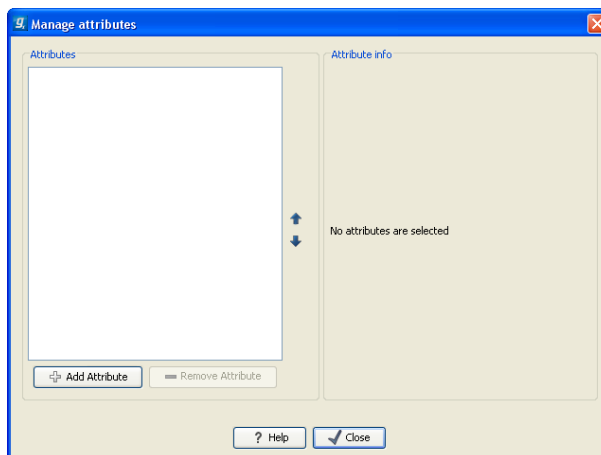 Manage attributes
Attributes
Attribute info
No attributes are selected
Add Attribute
Remove Attribute
? Help
Close